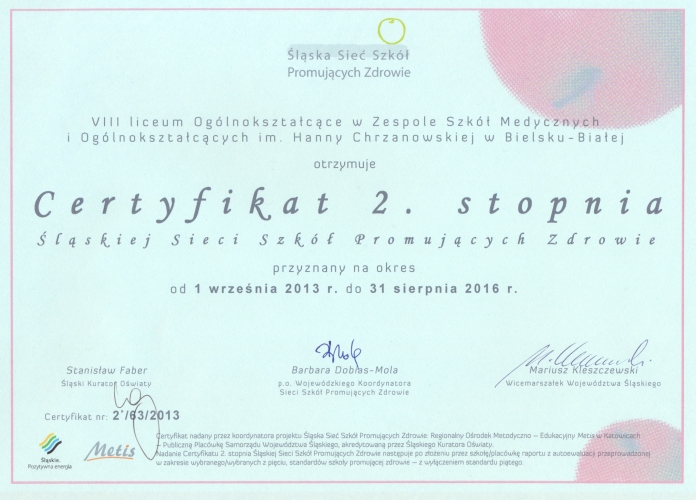 Śląska Sieć Szkół
Promujących Zdrowie
VIII liceum Ogólnokształcące w Zespole Szkół Medycznych
i Ogólnokształcących im. Hanny Chrzanowskiej w Bielsku-Białej
otrzymuje
Certyfikat 2. stopnia
Śląskiej Sieci Szkół Promujących Zdrowie
przyznany na okres
od 1 września 2013 r. do 31 sierpnia 2016 r.
Stanisław Faber
Śląski Kurator Oświaty
Barbara Dobias-Mola
p.o. Wojewódzkiego Koordynatora
Sieci Szkół Promujących Zdrowie
Mariusz Kleszczewski
Wicemarszałek Województwa Śląskiego
Certyfikat nr: 2°/63/2013
Śląskie.
Pozytywna energia
Metis
Certyfikat nadany przez koordynatora projektu Śląska Sieć Szkół Promujących Zdrowie: Regionalny Ośrodek Metodyczno – Edukacyjny Metis w Katowicach
– Publiczną Placówkę Samorządu Województwa Śląskiego, akredytowaną przez Śląskiego Kuratora Oświaty.
Nadanie Certyfikatu 2. stopnia Śląskiej Sieci Szkół Promujących Zdrowie następuje po złożeniu przez szkołę/placówkę raportu z autoewaluacji przeprowadzonej
w zakresie wybranego/wybranych z pięciu, standardów szkoły promującej zdrowie – z wyłączeniem standardu piątego.